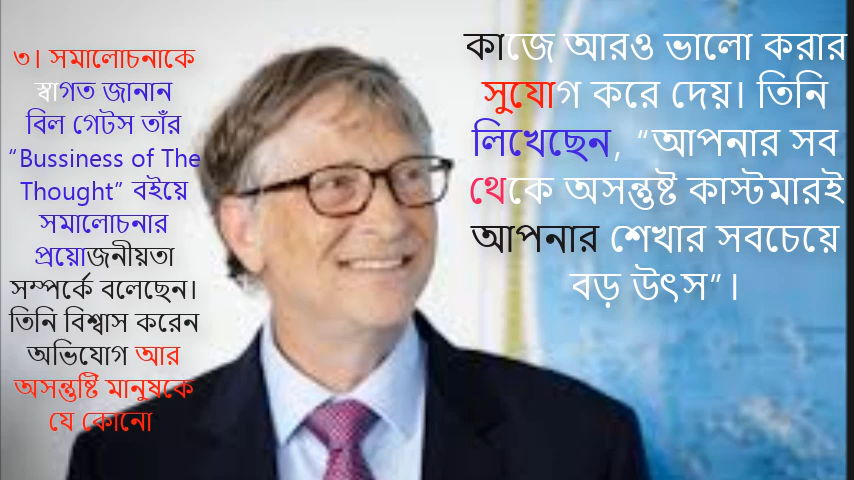 ৩। সমালোচনাকে
স্বাগত জানান
বিল গেটস তাঁর
“Bussiness of The
Thought” বইয়ে
সমালোচনার
প্রয়োজনীয়তা
সম্পর্কে বলেছেন।
তিনি বিশ্বাস করেন
অভিযোগ আর
অসন্তুষ্টি মানুষকে
যে কোনো
কাজে আরও ভালো করার
সুযোগ করে দেয়। তিনি
লিখেছেন, “আপনার সব
থেকে অসন্তুষ্ট কাস্টমারই
আপনার শেখার সবচেয়ে
বড় উৎস”।